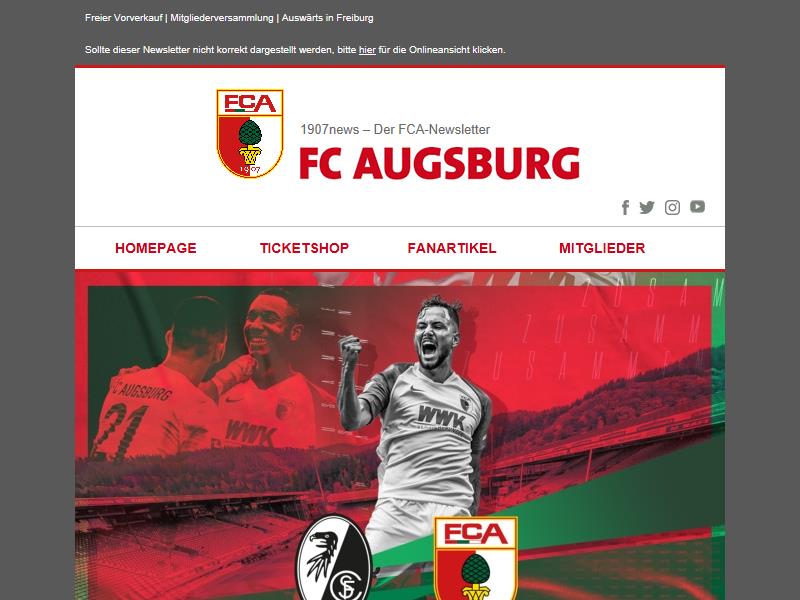 Freier Vorverkauf | Mitgliederversammlung | Auswärts in Freiburg
Sollte dieser Newsletter nicht korrekt dargestellt werden, bitte hier für die Onlineansicht klicken.
FCA
1907
1907news – Der FCA-Newsletter
FC AUGSBURG
HOMEPAGE TICKETSHOP FANARTIKEL MITGLIEDER
ZUSAM
ZUSAMM
ZUSAMMEN
FC AUGSBURG
21
WWK
WWK
SC
FCA